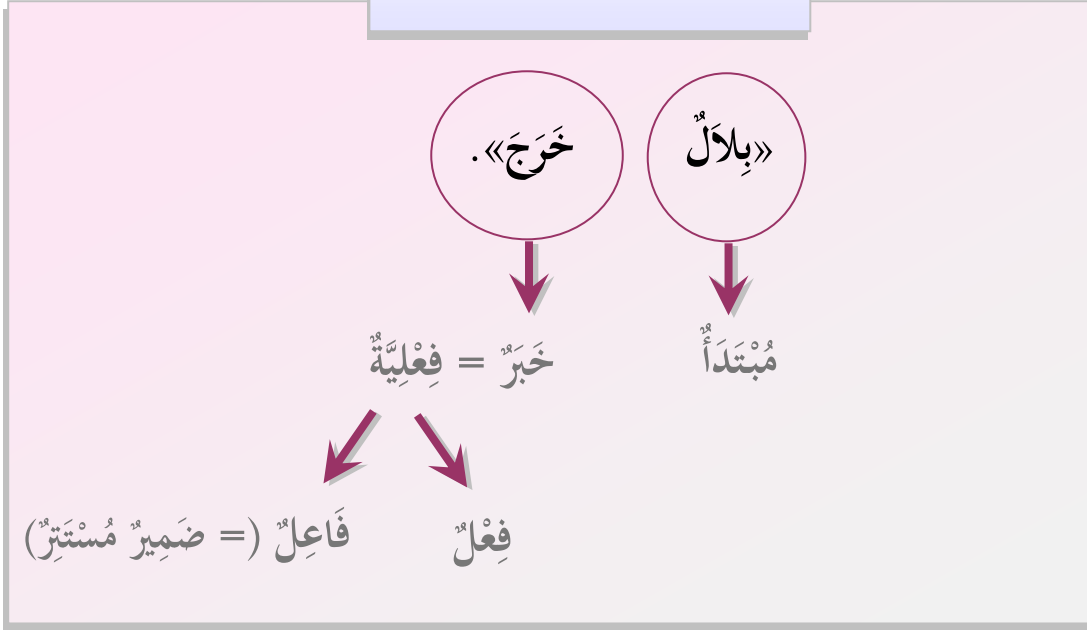 «بِلاَلٌ خَرَجَ».
مُبْتَدَأٌ خَبَرٌ = فِعْلِيَّةٌ
فِعْلٌ فَاعِلٌ (= ضَمِيرٌ مُسْتَتِرٌ)